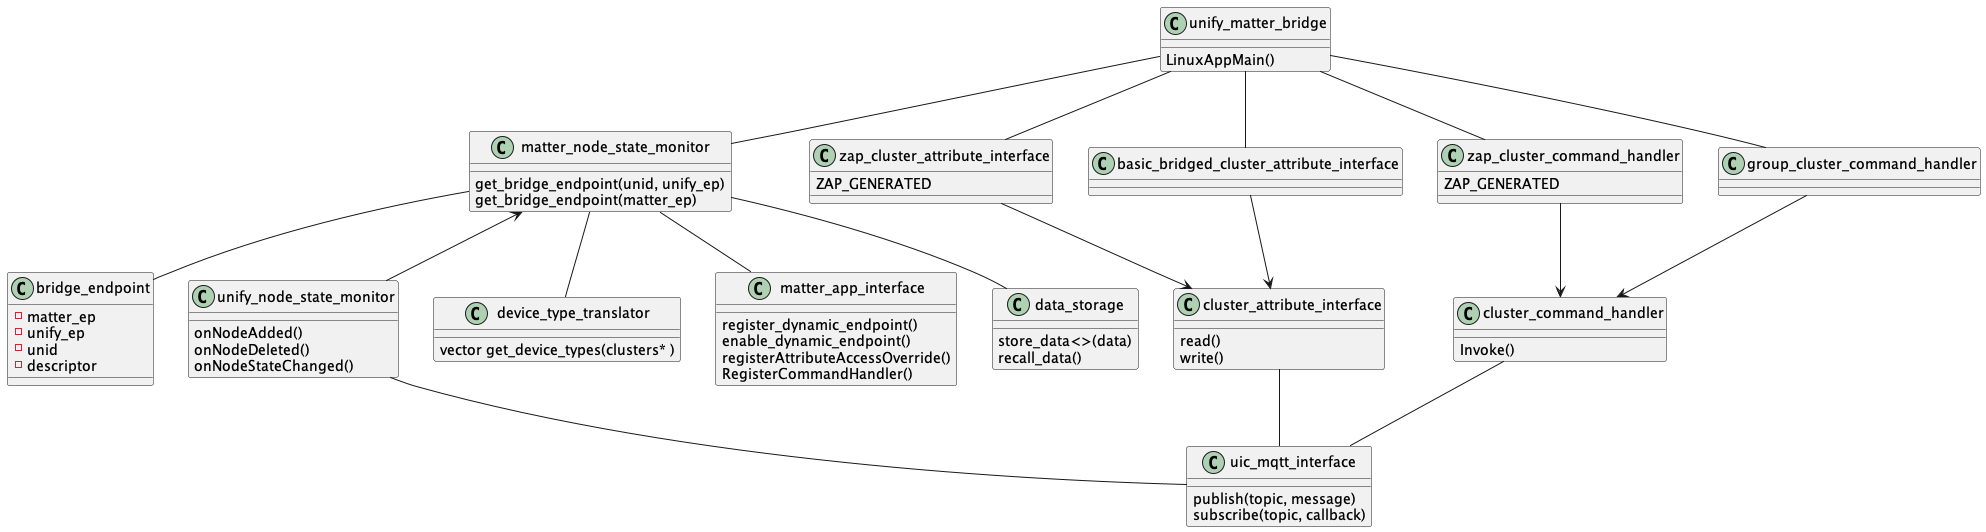 C unify_matter_bridge
LinuxAppMain()
C matter_node_state_monitor
get_bridge_endpoint(unid, unify_ep)
get_bridge_endpoint(matter_ep)
C zap_cluster_attribute_interface
ZAP_GENERATED
C basic_bridged_cluster_attribute_interface
C zap_cluster_command_handler
ZAP_GENERATED
C group_cluster_command_handler
C bridge_endpoint
matter_ep
unify_ep
unid
descriptor
C unify_node_state_monitor
onNodeAdded()
onNodeDeleted()
onNodeStateChanged()
C device_type_translator
vector get_device_types(clusters* )
C matter_app_interface
register_dynamic_endpoint()
enable_dynamic_endpoint()
registerAttributeAccessOverride()
RegisterCommandHandler()
C data_storage
store_data<>(data)
recall_data()
C cluster_attribute_interface
read()
write()
C cluster_command_handler
Invoke()
C uic_mqtt_interface
publish(topic, message)
subscribe(topic, callback)